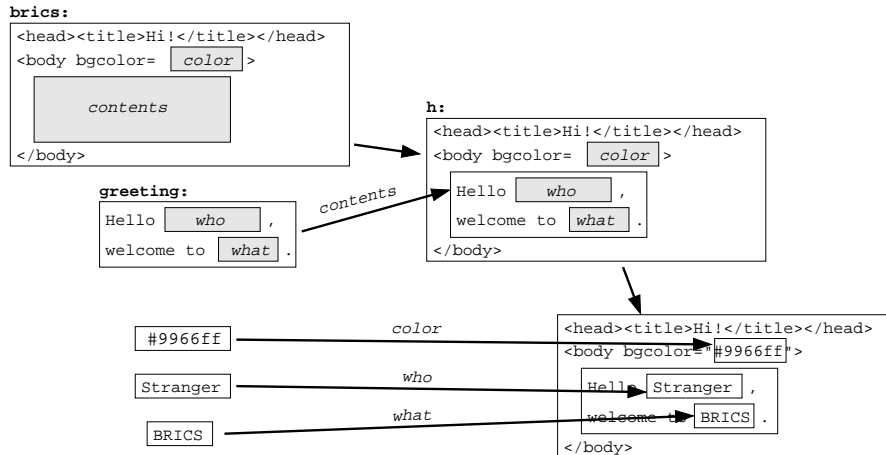 brics:
<head><title>Hi!</title></head>
<body bgcolor= color >
contents
</body>
h:
<head><title>Hi!</title></head>
<body bgcolor= color >
Hello who ,
welcome to what .
</body>
greeting:
Hello who ,
welcome to what .
contents
#9966ff
color
Stranger
who
BRICS
what
<head><title>Hi!</title></head>
<body bgcolor="#9966ff">
Hello Stranger ,
welcome to BRICS .
</body>